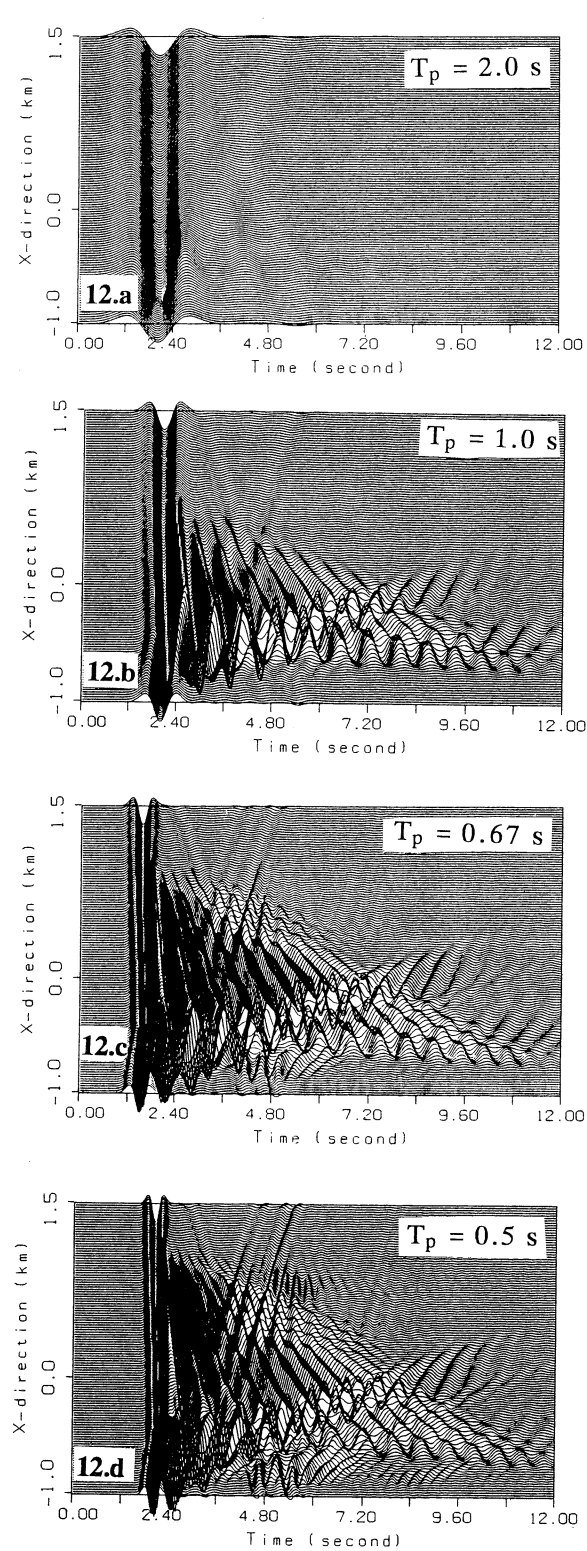 1.5
T_p = 2.0 s
X-direction (km)
0.0
12.a
-1.0
0.00 2.40 4.80 7.20 9.60 12.00
Time (second)
1.5
T_p = 1.0 s
X-direction (km)
0.0
12.b
-1.0
0.00 2.40 4.80 7.20 9.60 12.00
Time (second)
1.5
T_p = 0.67 s
X-direction (km)
0.0
12.c
-1.0
0.00 2.40 4.80 7.20 9.60 12.00
Time (second)
1.5
T_p = 0.5 s
X-direction (km)
0.0
12.d
-1.0
0.00 2.40 4.80 7.20 9.60 12.00
Time (second)